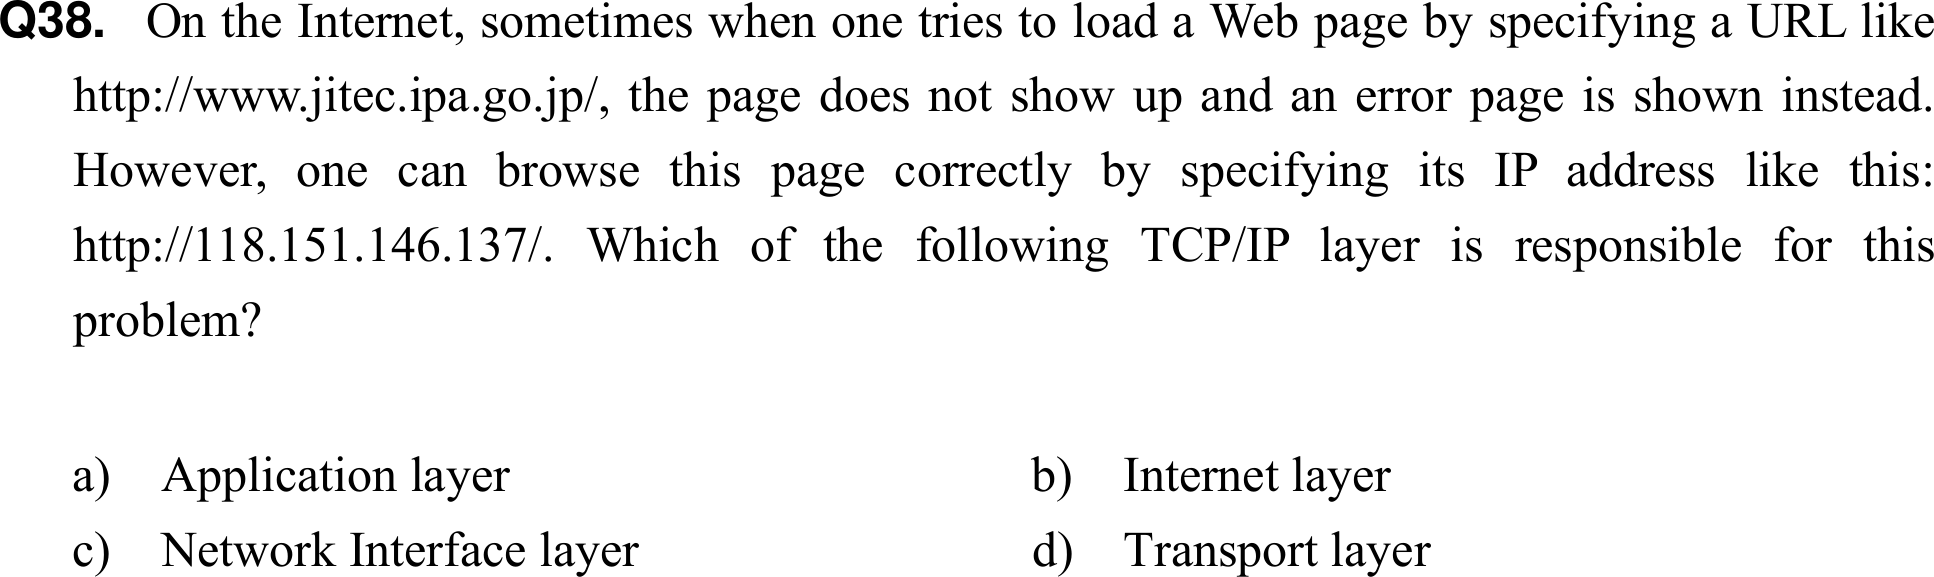 Q38. On the Internet, sometimes when one tries to load a Web page by specifying a URL like
http://www.jitec.ipa.go.jp/, the page does not show up and an error page is shown instead.
However, one can browse this page correctly by specifying its IP address like this:
http://118.151.146.137/. Which of the following TCP/IP layer is responsible for this
problem?
a) Application layer b) Internet layer
c) Network Interface layer d) Transport layer